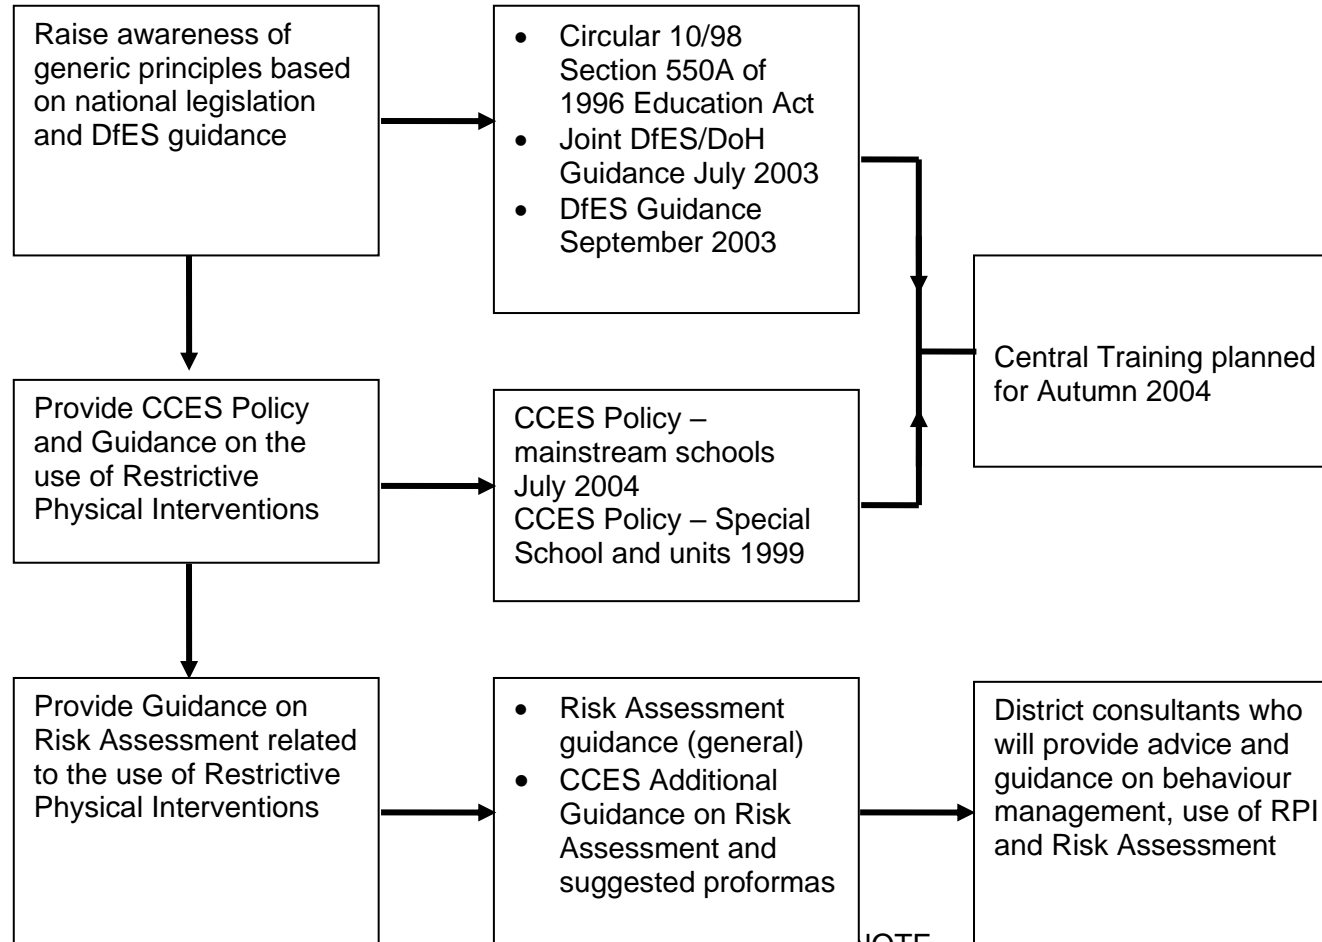 Raise awareness of
generic principles based
on national legislation
and DfES guidance
• Circular 10/98
Section 550A of
1996 Education Act
• Joint DfES/DoH
Guidance July 2003
• DfES Guidance
September 2003
Central Training planned
for Autumn 2004
Provide CCES Policy
and Guidance on the
use of Restrictive
Physical Interventions
CCES Policy –
mainstream schools
July 2004
CCES Policy – Special
School and units 1999
Provide Guidance on
Risk Assessment related
to the use of Restrictive
Physical Interventions
• Risk Assessment
guidance (general)
• CCES Additional
Guidance on Risk
Assessment and
suggested proformas
District consultants who
will provide advice and
guidance on behaviour
management, use of RPI
and Risk Assessment